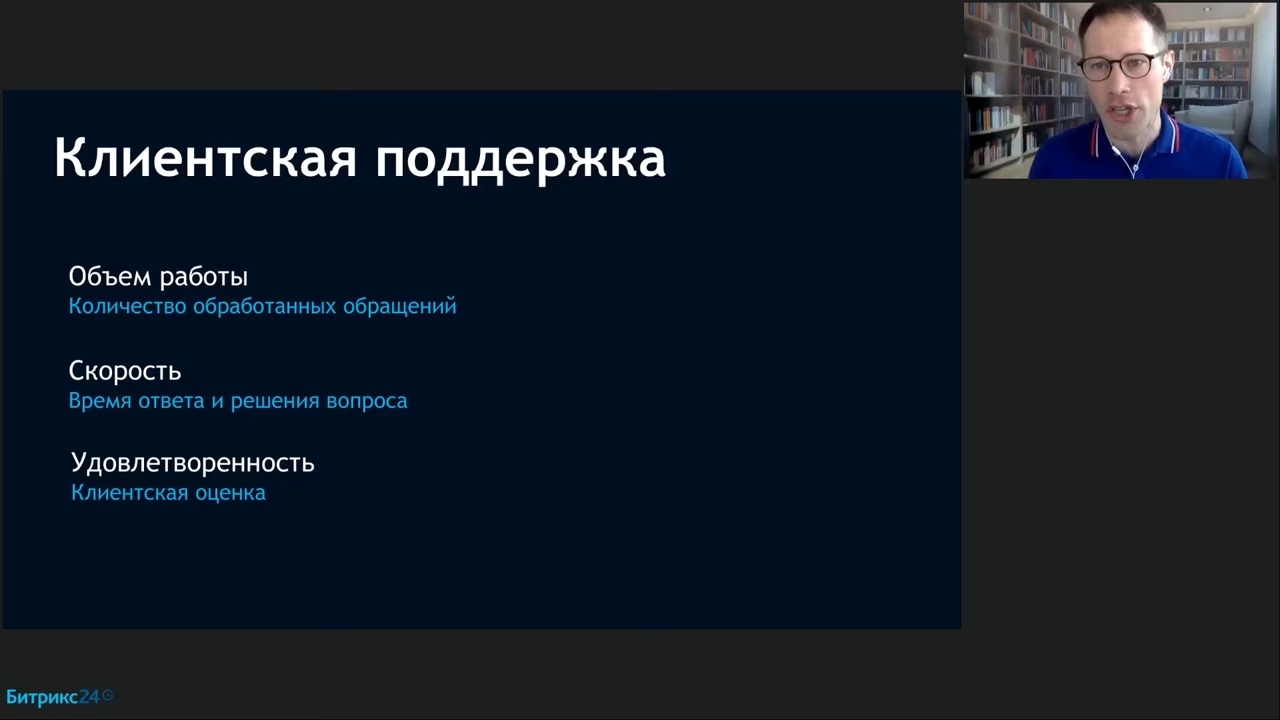 Клиентская поддержка
Объем работы
Количество обработанных обращений
Скорость
Время ответа и решения вопроса
Удовлетворенность
Клиентская оценка
Битрикс24